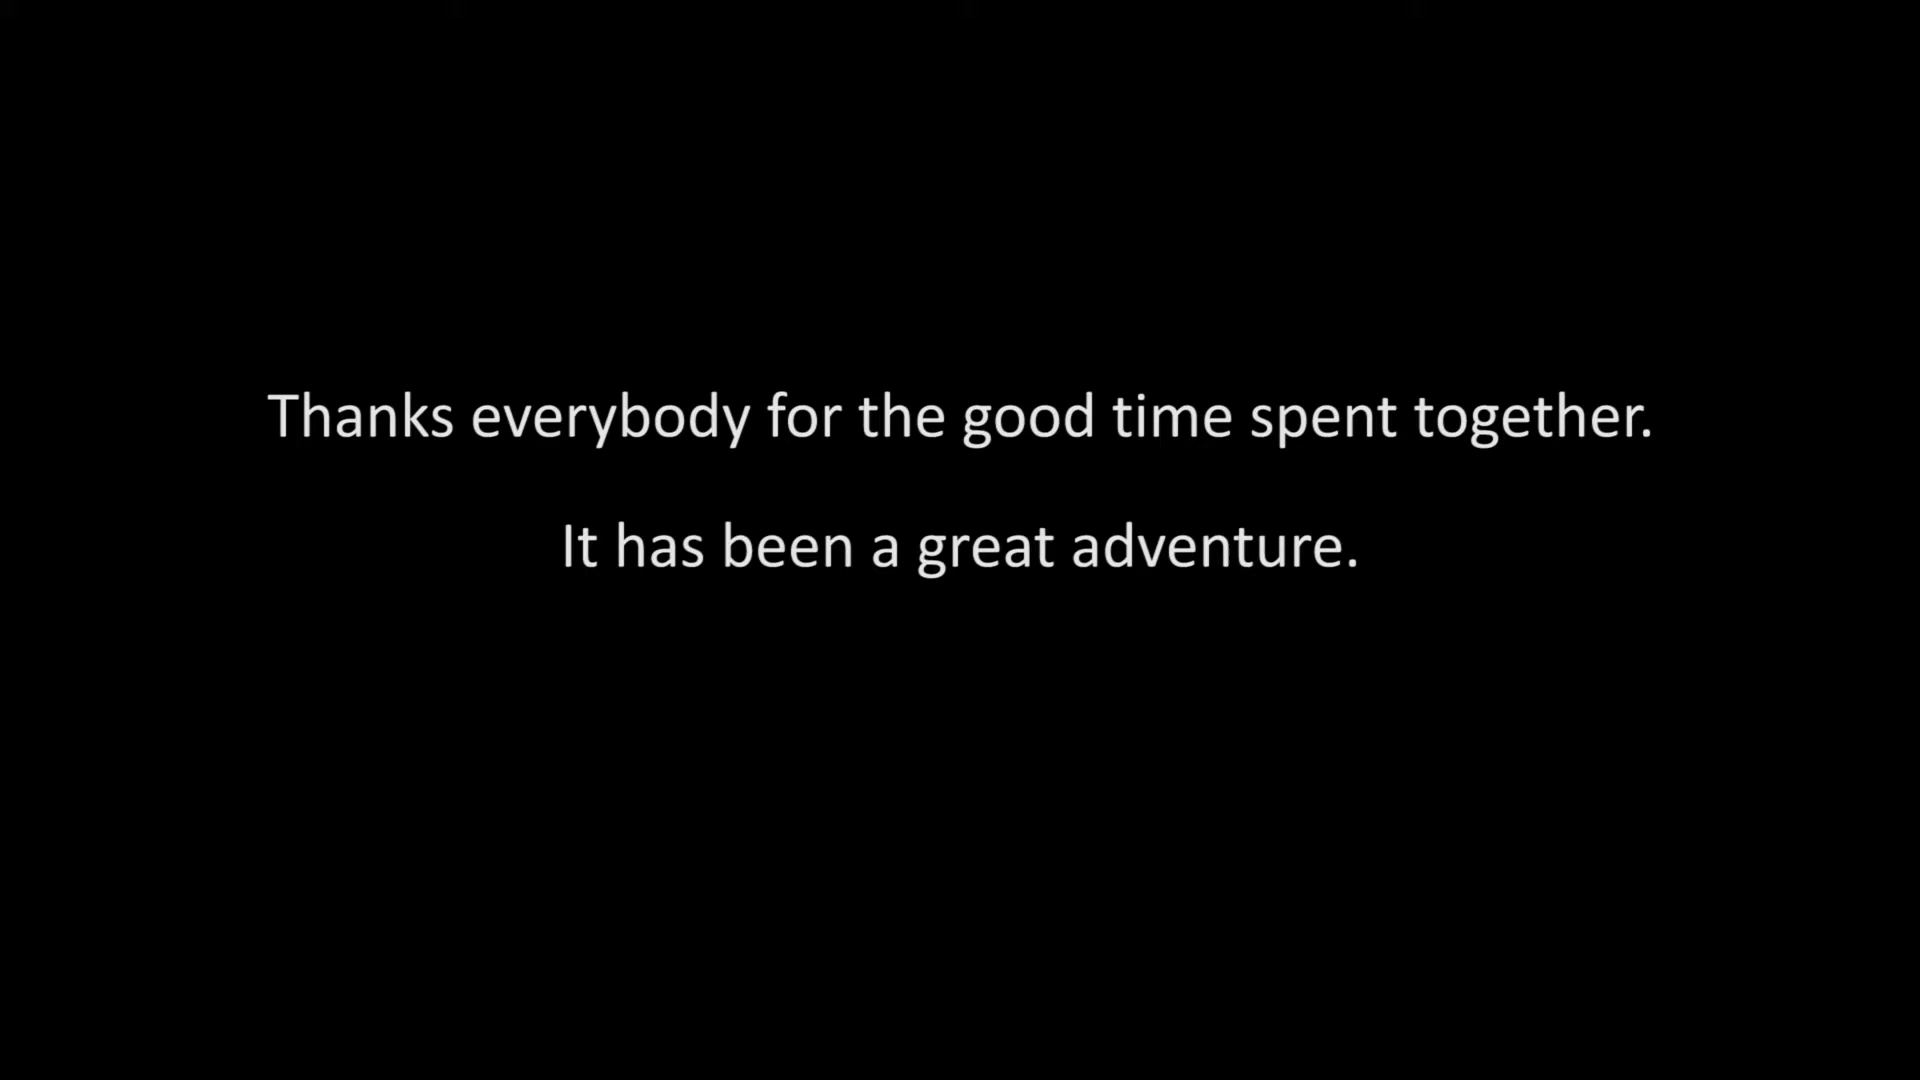 Thanks everybody for the good time spent together.
It has been a great adventure.